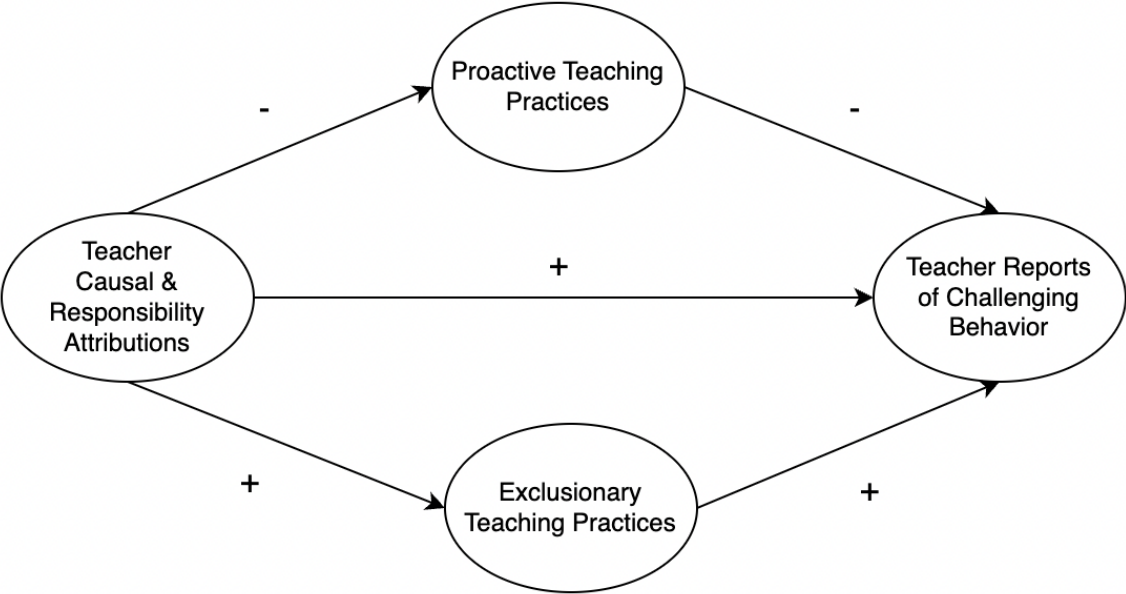 Proactive Teaching
Practices
-
-
Teacher
Causal &
Responsibility
Attributions
+
Teacher Reports
of Challenging
Behavior
+
Exclusionary
Teaching Practices
+